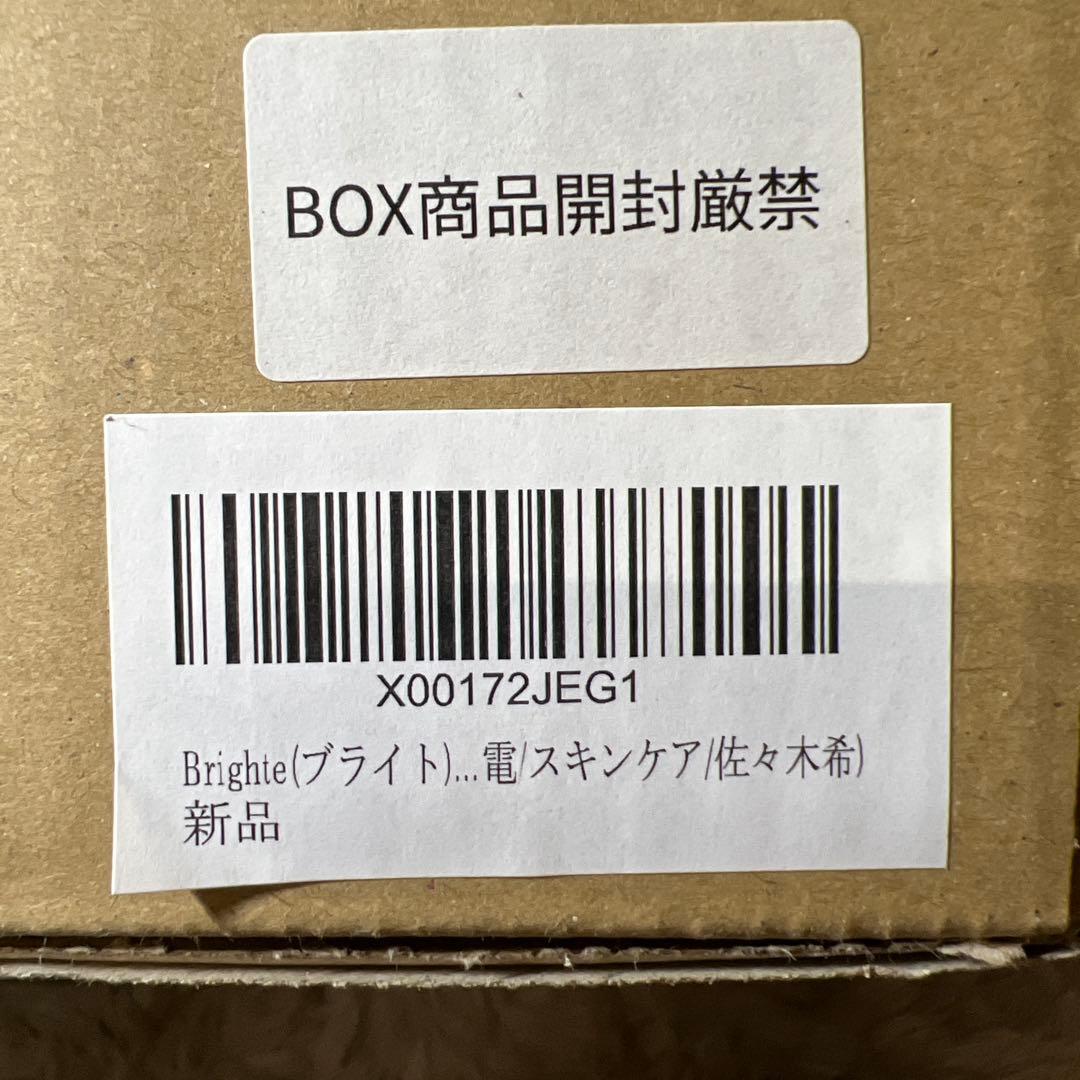 BOX商品開封厳禁
X00172JEG1
Brighte(ブライト)...電/スキンケア/佐々木希)
新品